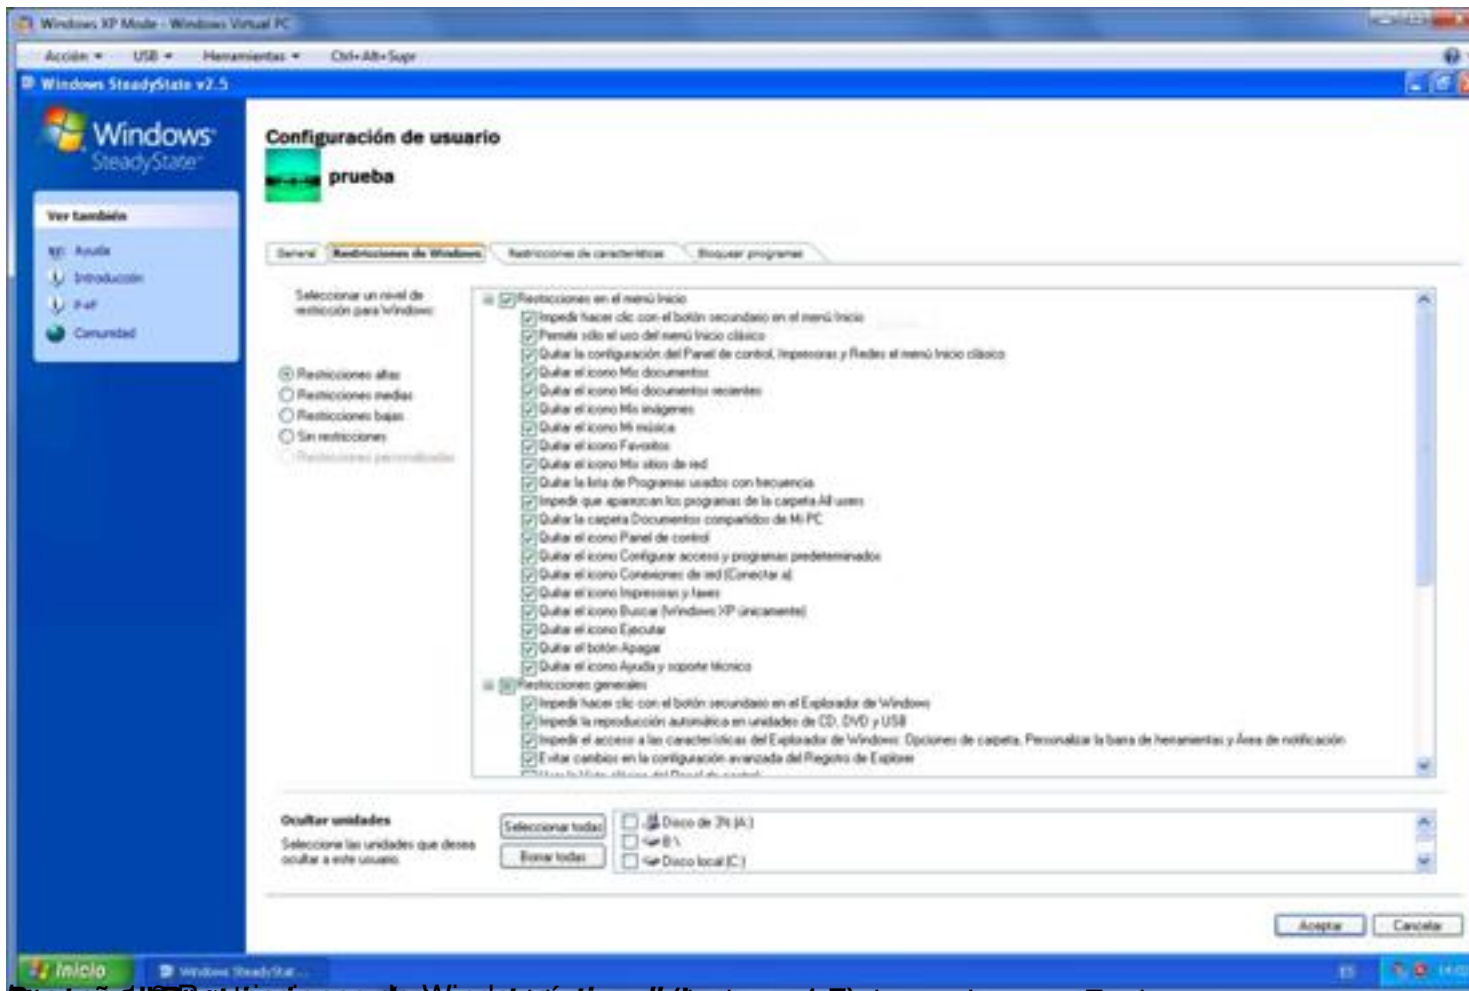 Windows XP Mode - Windows Virtual PC
Acción USB Herramientas Ctrl+Alt+Supr
Windows SteadyState v2.5
Windows
SteadyState
Ver también
Ayuda
Introducción
P+F
Comunidad
Configuración de usuario
prueba
General Restricciones de Windows Restricciones de características Bloquear programas
Seleccionar un nivel de
restricción para Windows:
Restricciones altas
Restricciones medias
Restricciones bajas
Sin restricciones
Restricciones personalizadas
Restricciones en el menú Inicio
Impedir hacer clic con el botón secundario en el menú Inicio
Permitir sólo el uso del menú Inicio clásico
Quitar la configuración del Panel de control, Impresoras y Redes el menú Inicio clásico
Quitar el icono Mis documentos
Quitar el icono Mis documentos recientes
Quitar el icono Mis imágenes
Quitar el icono Mi música
Quitar el icono Favoritos
Quitar el icono Mis sitios de red
Quitar la lista de Programas usados con frecuencia
Impedir que aparezcan los programas de la carpeta All users
Quitar la carpeta Documentos compartidos de Mi PC
Quitar el icono Panel de control
Quitar el icono Configurar acceso y programas predeterminados
Quitar el icono Conexiones de red (Conectar a)
Quitar el icono Impresoras y faxes
Quitar el icono Buscar (Windows XP únicamente)
Quitar el icono Ejecutar
Quitar el botón Apagar
Quitar el icono Ayuda y soporte técnico
Restricciones generales
Impedir hacer clic con el botón secundario en el Explorador de Windows
Impedir la reproducción automática en unidades de CD, DVD y USB
Impedir el acceso a las características del Explorador de Windows: Opciones de carpeta, Personalizar la barra de herramientas y Área de notificación
Evitar cambios en la configuración avanzada del Registro de Explorer
Ocultar unidades
Seleccione las unidades que desea
ocultar a este usuario.
Seleccionar todas
Borrar todas
Disco de 3½ (A:)
B:\
Disco local (C:)
Aceptar Cancelar
Inicio Windows SteadyStat... ES 14:02